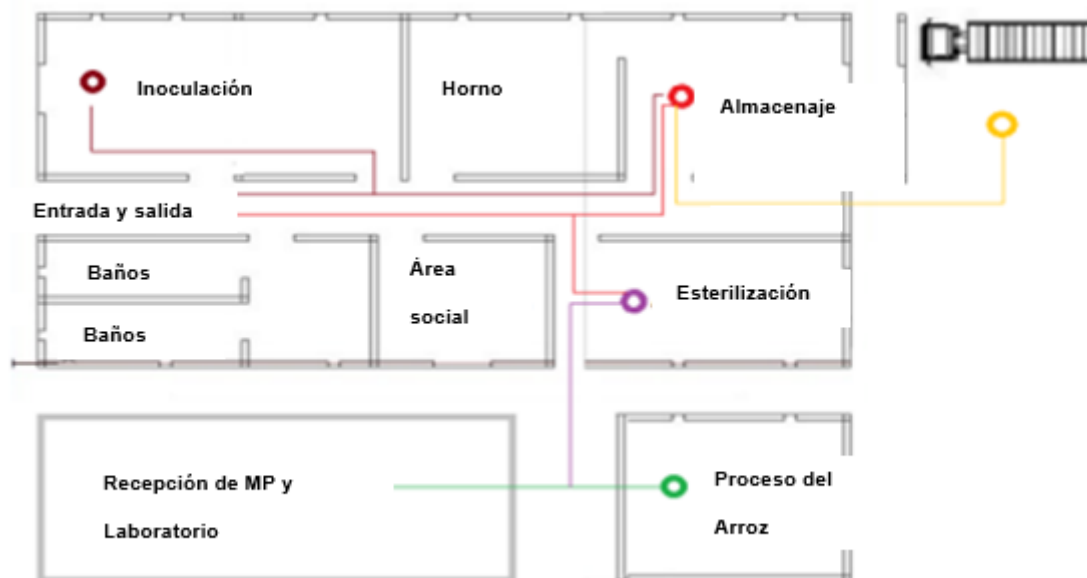 Inoculación
Horno
Almacenaje
Entrada y salida
Baños
Área
social
Esterilización
Baños
Recepción de MP y
Laboratorio
Proceso del
Arroz